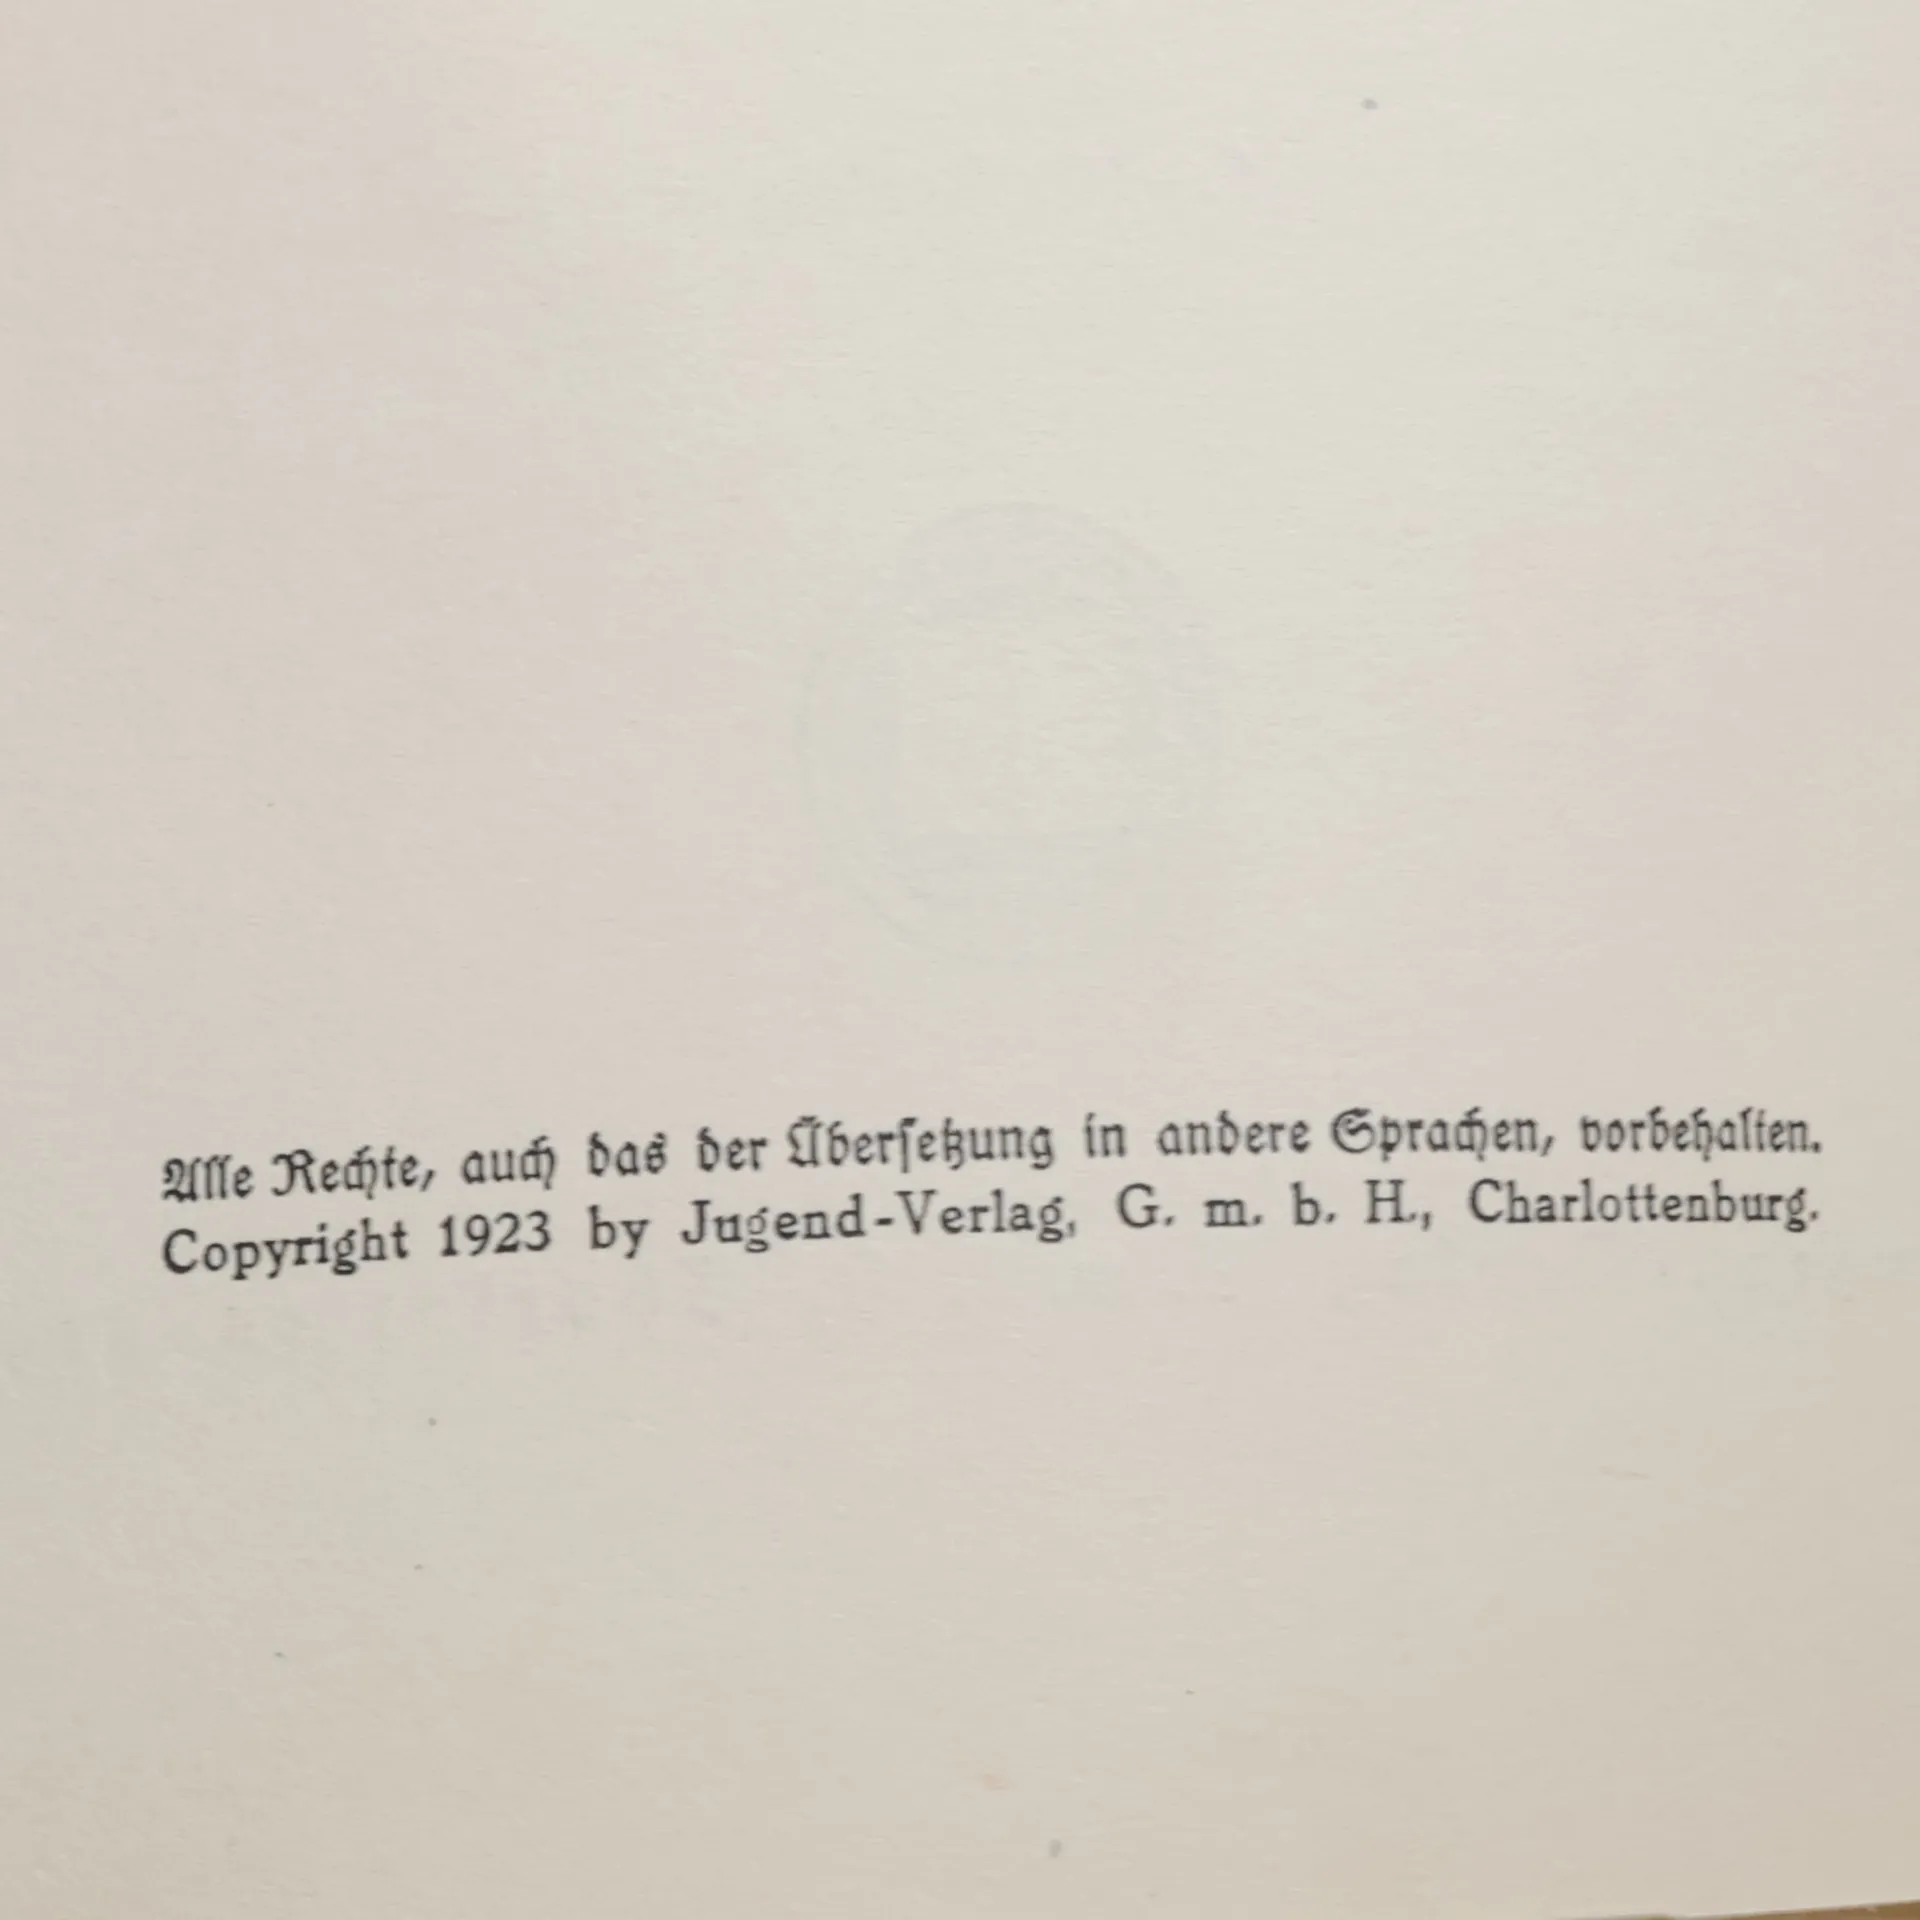 Alle Rechte, auch das der Übersetzung in andere Sprachen, vorbehalten.
Copyright 1923 by Jugend-Verlag, G. m. b. H., Charlottenburg.